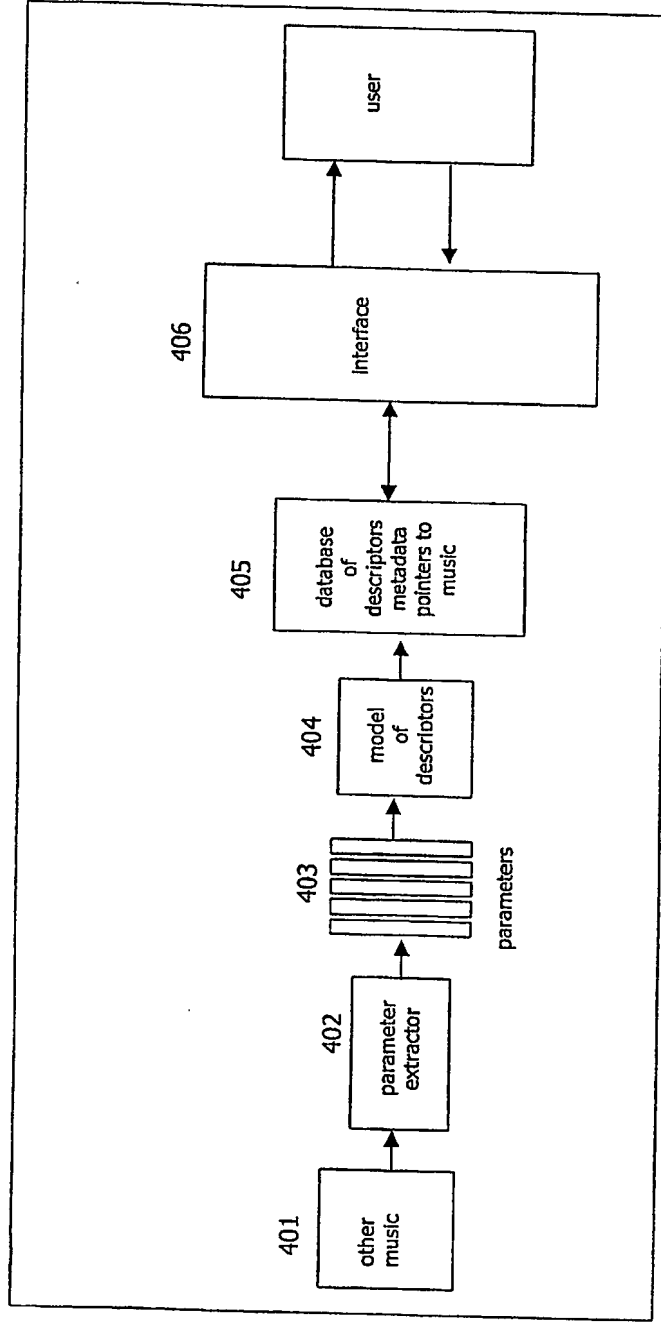 401
other
music
402
parameter
extractor
403
parameters
404
model
of
descriptors
405
database
of
descriptors
metadata
pointers to
music
406
interface
user